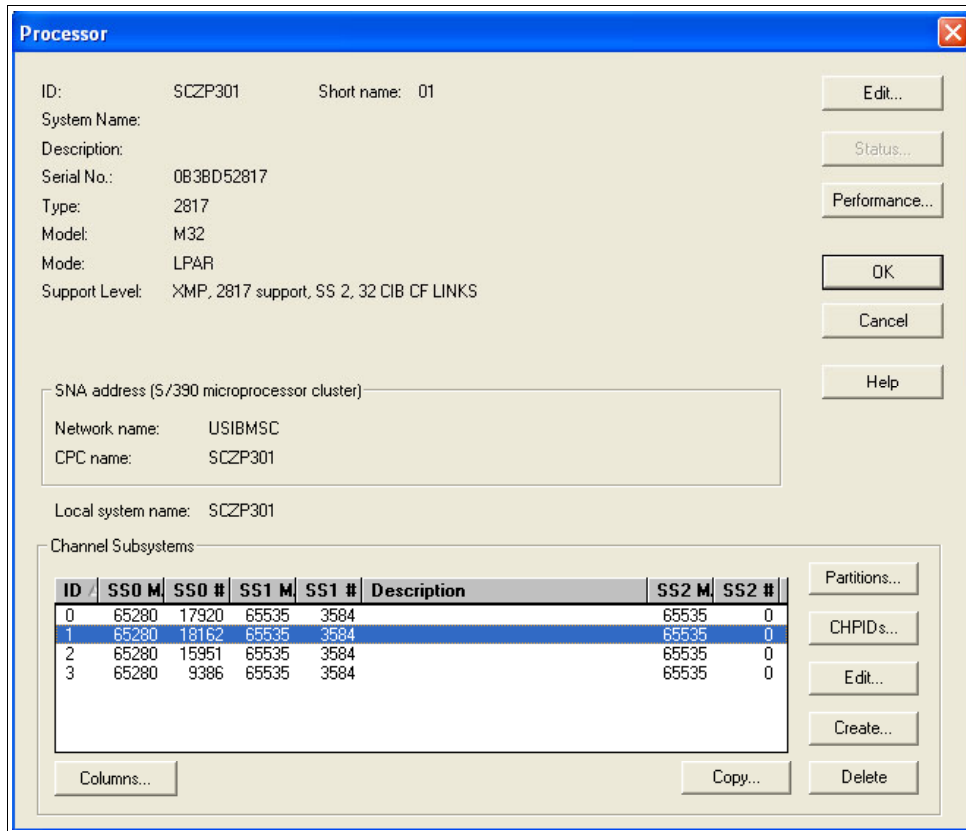 Processor
ID: SCZP301 Short name: 01
Edit...
System Name:
Description:
Status...
Serial No.: 0B3BD52817
Type: 2817
Performance...
Model: M32
Mode: LPAR
OK
Support Level: XMP, 2817 support, SS 2, 32 CIB CF LINKS
Cancel
Help
SNA address (S/390 microprocessor cluster)
Network name: USIBMSC
CPC name: SCZP301
Local system name: SCZP301
Channel Subsystems
Partitions...
ID SS0 M. SS0 # SS1 M. SS1 # Description SS2 M. SS2 #
0 65280 17920 65535 3584 65535 0
1 65280 18162 65535 3584 65535 0
CHPIDs...
2 65280 15951 65535 3584 65535 0
3 65280 9386 65535 3584 65535 0
Edit...
Create...
Columns... Copy... Delete